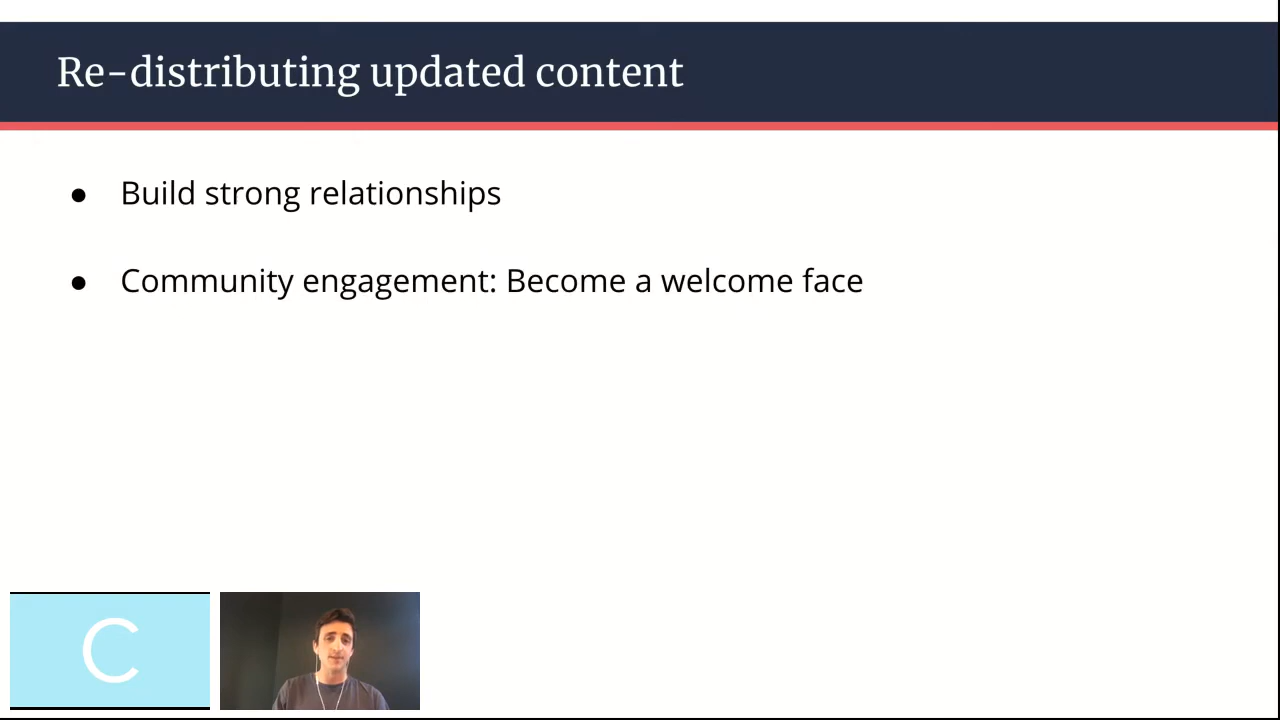 Re-distributing updated content
● Build strong relationships
● Community engagement: Become a welcome face
C